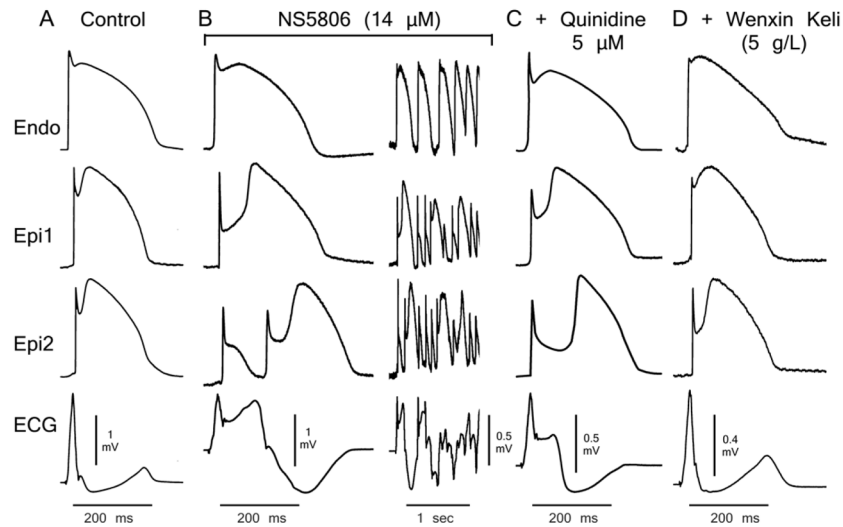 A Control B NS5806 (14 μM) C + Quinidine D + Wenxin Keli
5 μM (5 g/L)
Endo
Epi1
Epi2
ECG
1 mV 1 mV 0.5 mV 0.5 mV 0.4 mV
200 ms 200 ms 1 sec 200 ms 200 ms